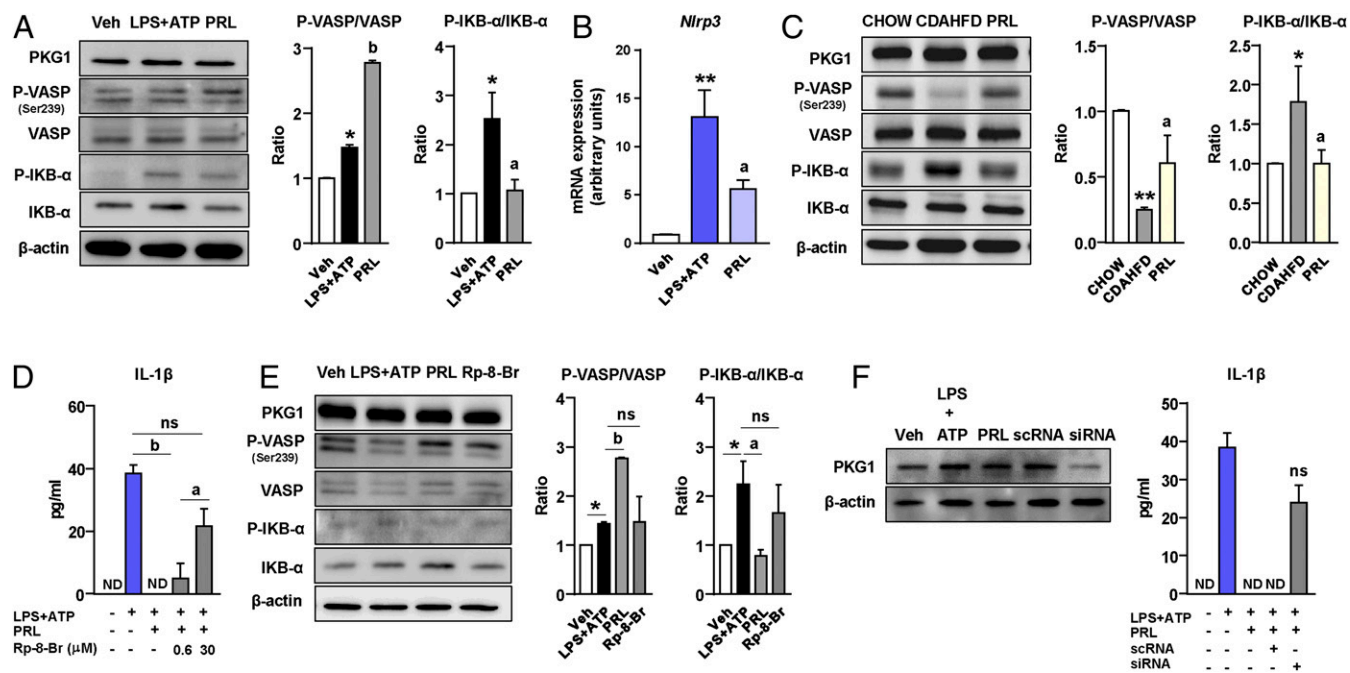 A
Veh LPS+ATP PRL
PKG1
P-VASP
(Ser239)
VASP
P-IKB-α
IKB-α
β-actin
P-VASP/VASP
Ratio
3
2
1
0
*
b
Veh
LPS+ATP
PRL
P-IKB-α/IKB-α
Ratio
4
3
2
1
0
*
a
Veh
LPS+ATP
PRL
B
Nlrp3
mRNA expression
(arbitrary units)
20
15
10
5
0
**
a
Veh
LPS+ATP
PRL
C
CHOW CDAHFD PRL
PKG1
P-VASP
(Ser239)
VASP
P-IKB-α
IKB-α
β-actin
P-VASP/VASP
Ratio
1.5
1.0
0.5
0.0
**
a
CHOW
CDAHFD
PRL
P-IKB-α/IKB-α
Ratio
2.5
2.0
1.5
1.0
0.5
0.0
*
a
CHOW
CDAHFD
PRL
D
IL-1β
pg/ml
60
40
20
0
ns
b
a
ND ND
LPS+ATP - + + + +
PRL - - + + +
Rp-8-Br (μM) - - - 0.6 30
E
Veh LPS+ATP PRL Rp-8-Br
PKG1
P-VASP
(Ser239)
VASP
P-IKB-α
IKB-α
β-actin
P-VASP/VASP
Ratio
4
3
2
1
0
ns
b
*
Veh
LPS+ATP
PRL
Rp-8-Br
P-IKB-α/IKB-α
Ratio
4
3
2
1
0
ns
* a
Veh
LPS+ATP
PRL
Rp-8-Br
F
LPS
+
Veh ATP PRL scRNA siRNA
PKG1
β-actin
IL-1β
pg/ml
50
40
30
20
10
0
ns
ND ND ND
LPS+ATP - + + + +
PRL - - + + +
scRNA - - - + -
siRNA - - - - +